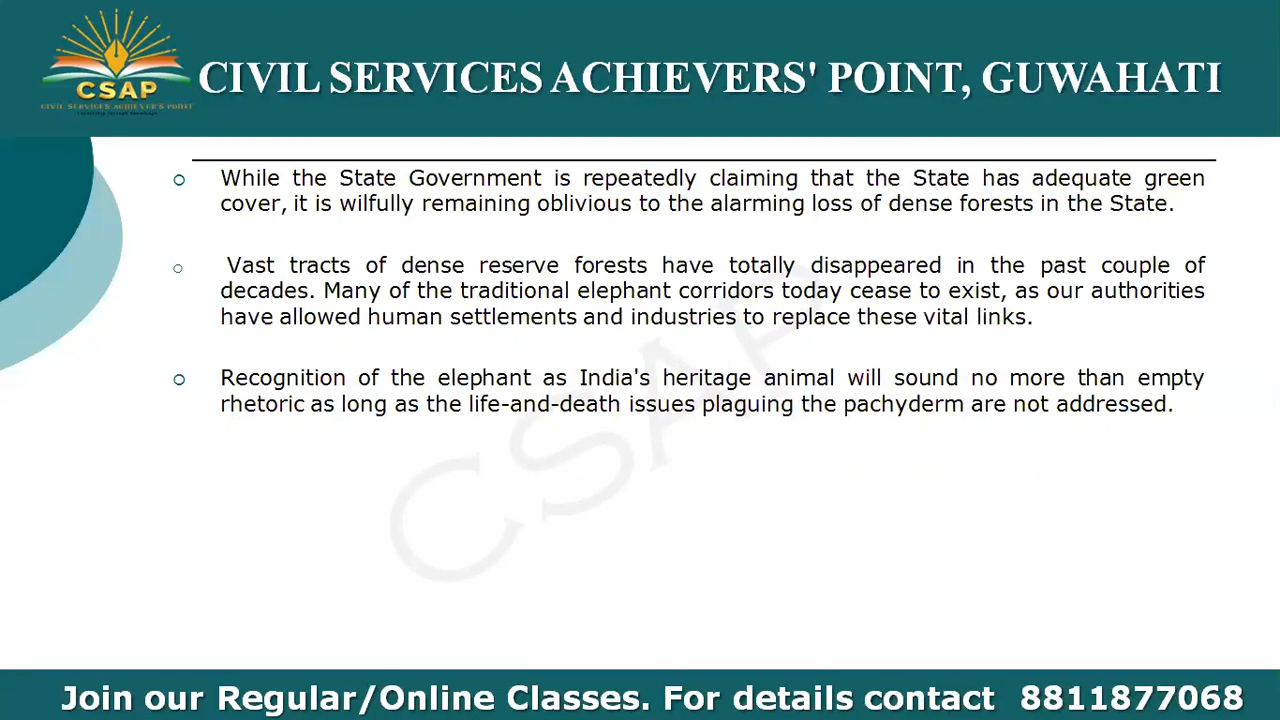 CSAP
CIVIL SERVICES ACHIEVER'S POINT
CIVIL SERVICES ACHIEVERS' POINT, GUWAHATI
While the State Government is repeatedly claiming that the State has adequate green
cover, it is wilfully remaining oblivious to the alarming loss of dense forests in the State.
Vast tracts of dense reserve forests have totally disappeared in the past couple of
decades. Many of the traditional elephant corridors today cease to exist, as our authorities
have allowed human settlements and industries to replace these vital links.
Recognition of the elephant as India's heritage animal will sound no more than empty
rhetoric as long as the life-and-death issues plaguing the pachyderm are not addressed.
CSAP
Join our Regular/Online Classes. For details contact 8811877068